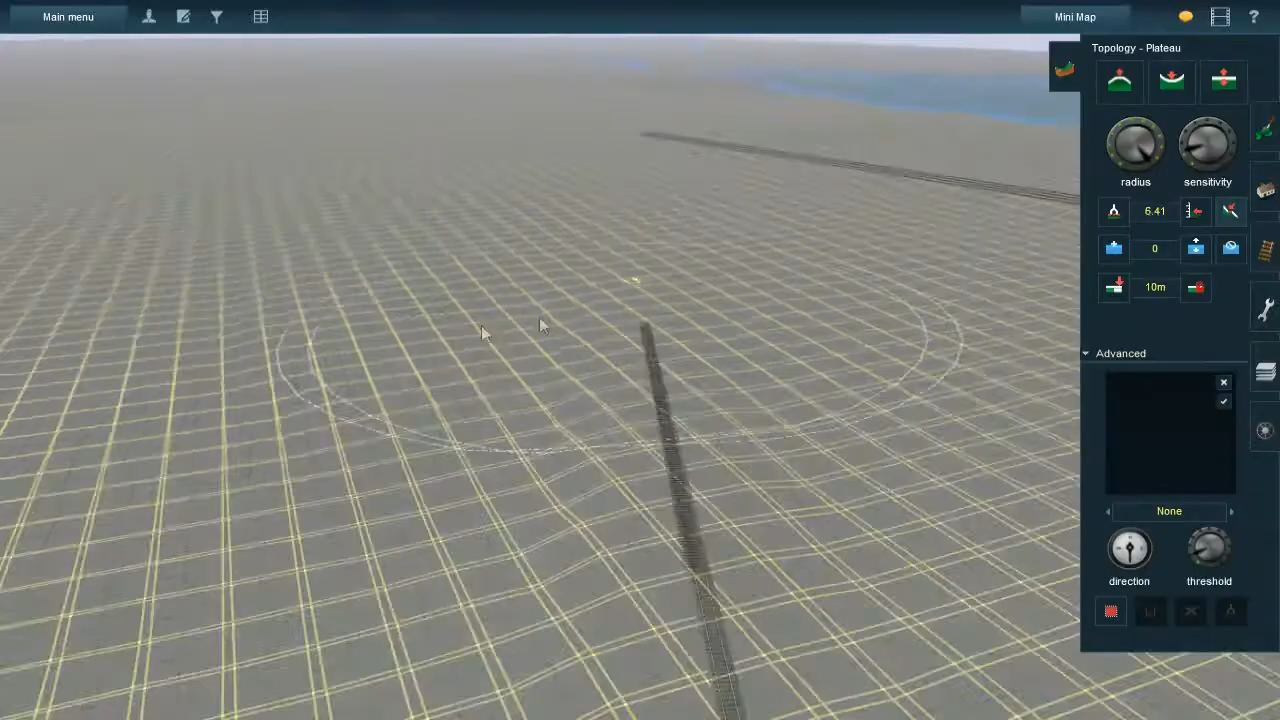 Main menu
Mini Map
?
Topology - Plateau
radius
sensitivity
6.41
0
10m
Advanced
None
direction
threshold